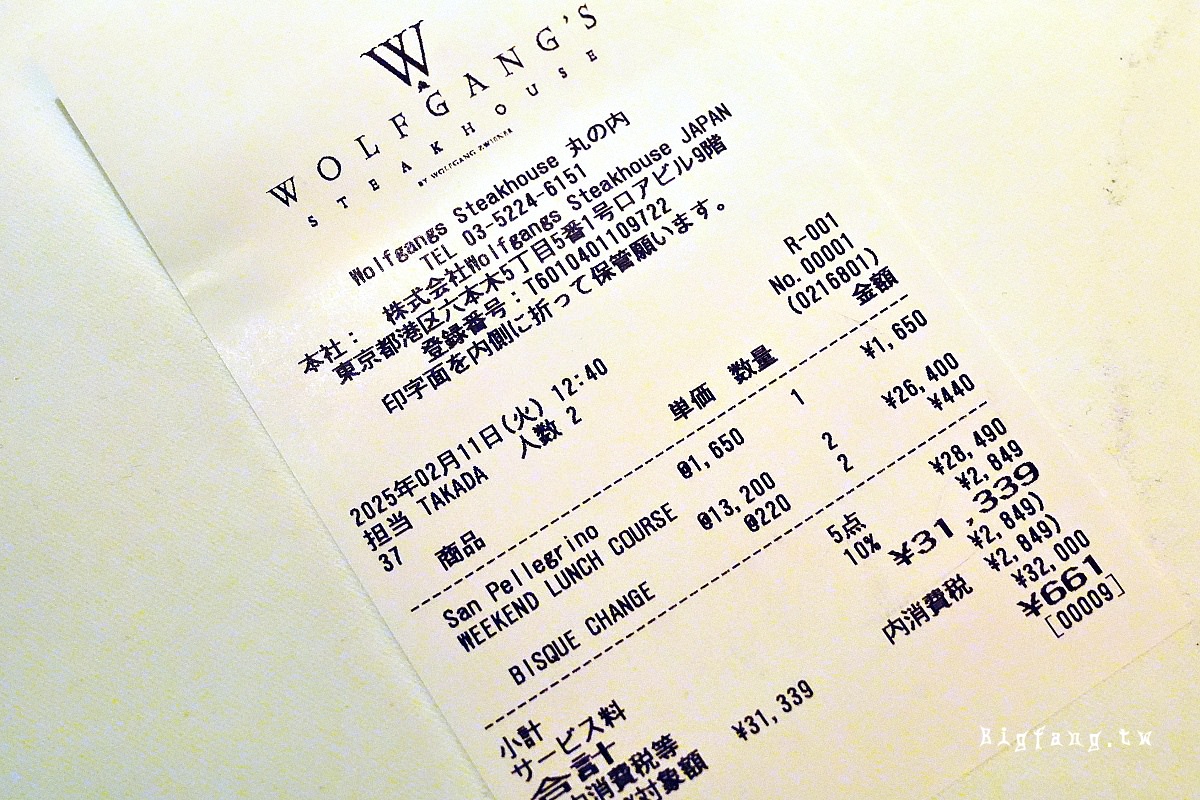 W
WOLFGANG'S
STEAKHOUSE
BY WOLFGANG ZWIENER
Wolfgangs Steakhouse 丸の内
TEL 03-5224-6151
本社： 株式会社Wolfgangs Steakhouse JAPAN
東京都港区六本木5丁目5番1号ロアビル9階
登録番号：T6010401109722
印字面を内側に折って保管願います。
R-001
2025年02月11日(火) 12:40 No.00001
担当 TAKADA 人数 2 (0216801)
37 商品 単価 数量 金額
San Pellegrino @1,650 1 ¥1,650
WEEKEND LUNCH COURSE @13,200 2 ¥26,400
BISQUE CHANGE @220 2 ¥440
小計 5点 ¥28,490
サービス料 10% ¥2,849
合計 ¥31,339
内消費税等 ¥2,849)
対象額 ¥31,339 内消費税 ¥2,849)
¥32,000
¥661
[00009]
Bigfang.tw